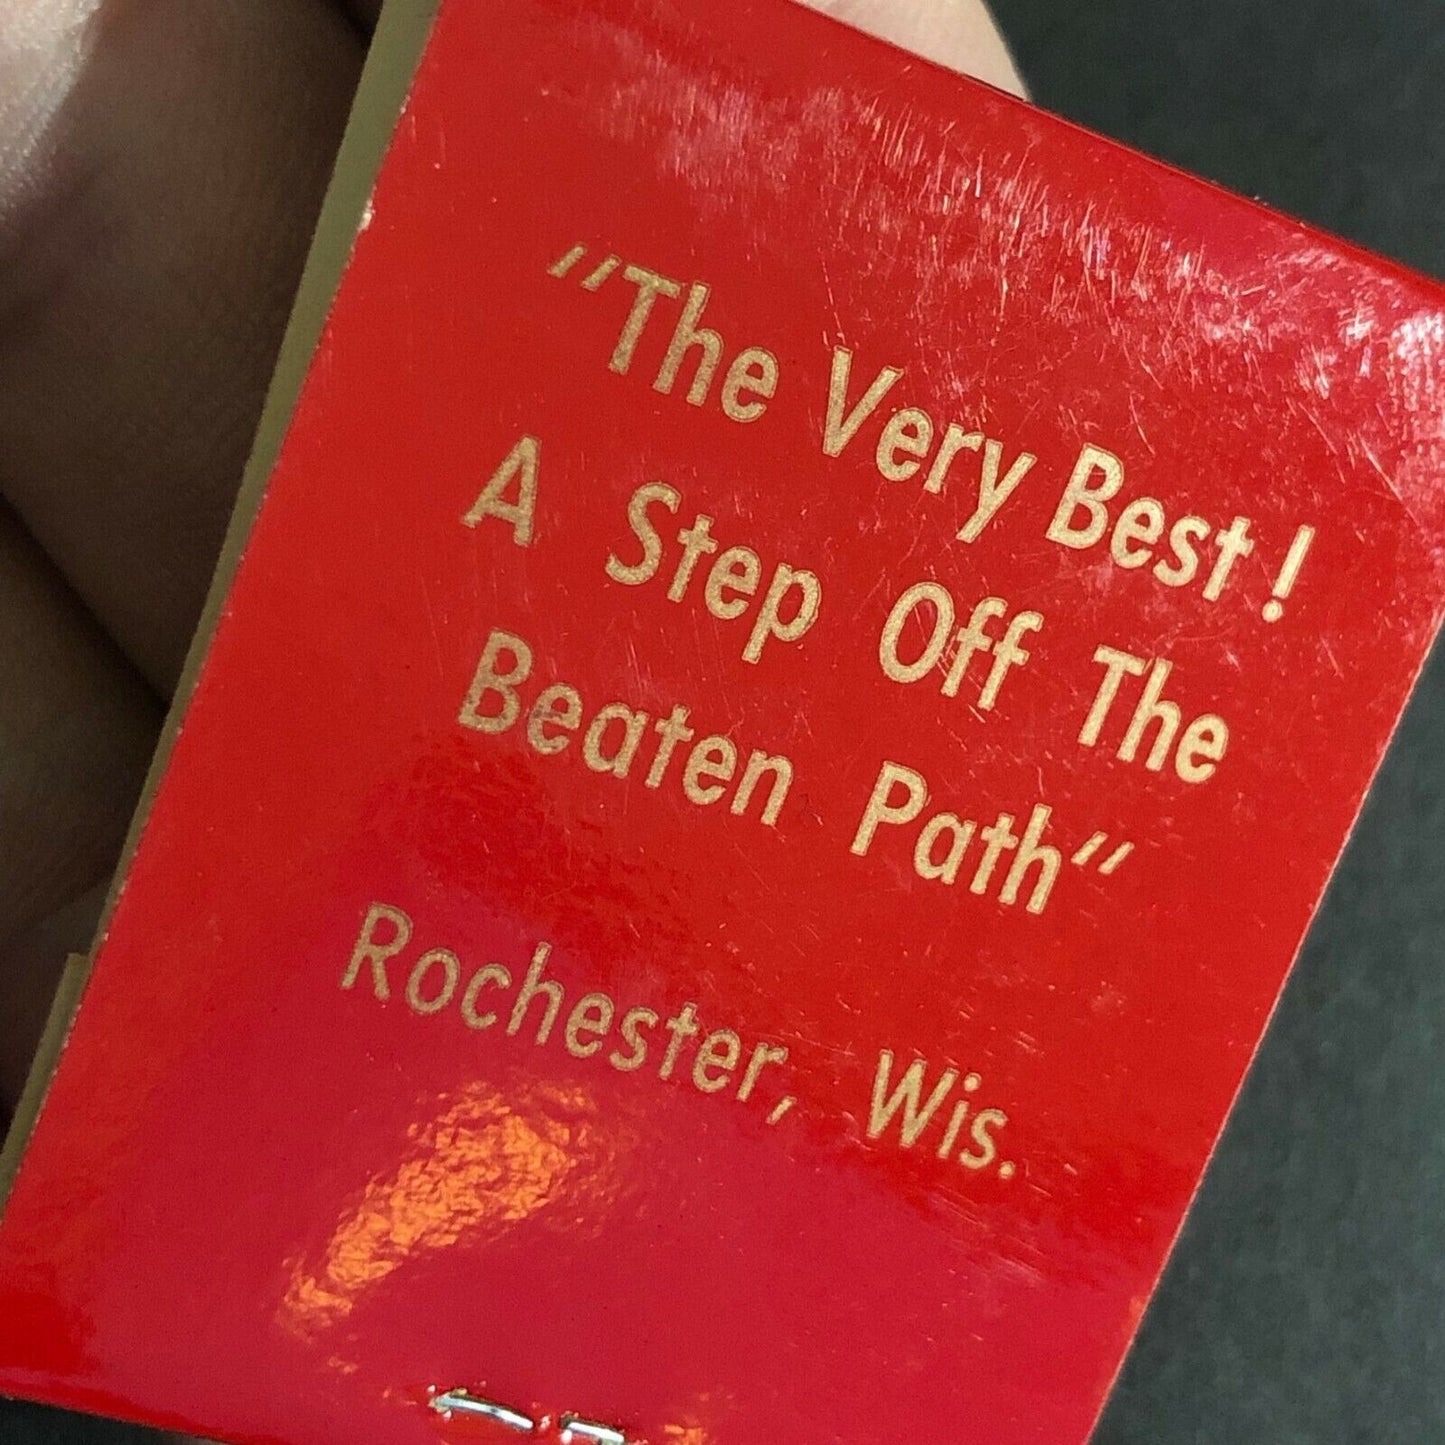 “The Very Best!
A Step Off The
Beaten Path“
Rochester, Wis.